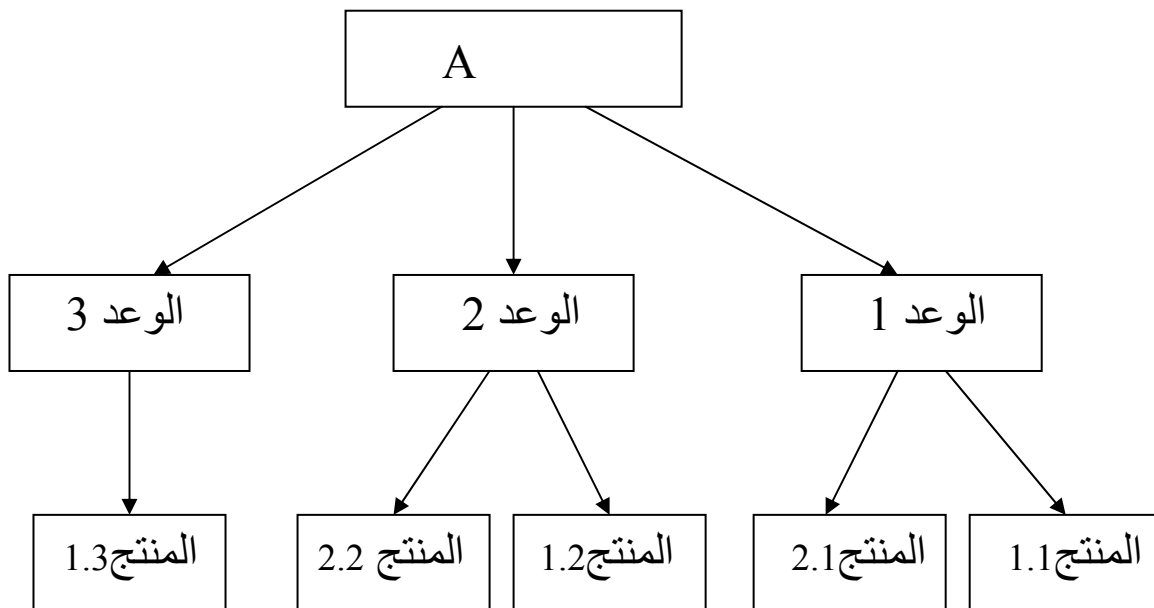 A
الوعد 1
الوعد 2
الوعد 3
المنتج1.1
المنتج2.1
المنتج1.2
المنتج 2.2
المنتج1.3